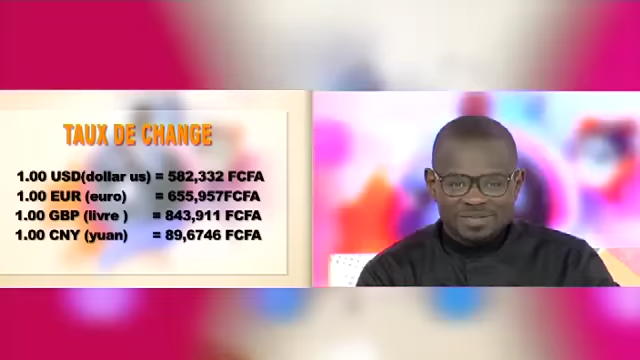 TAUX DE CHANGE
1.00 USD(dollar us) = 582,332 FCFA
1.00 EUR (euro) = 655,957FCFA
1.00 GBP (livre ) = 843,911 FCFA
1.00 CNY (yuan) = 89,6746 FCFA